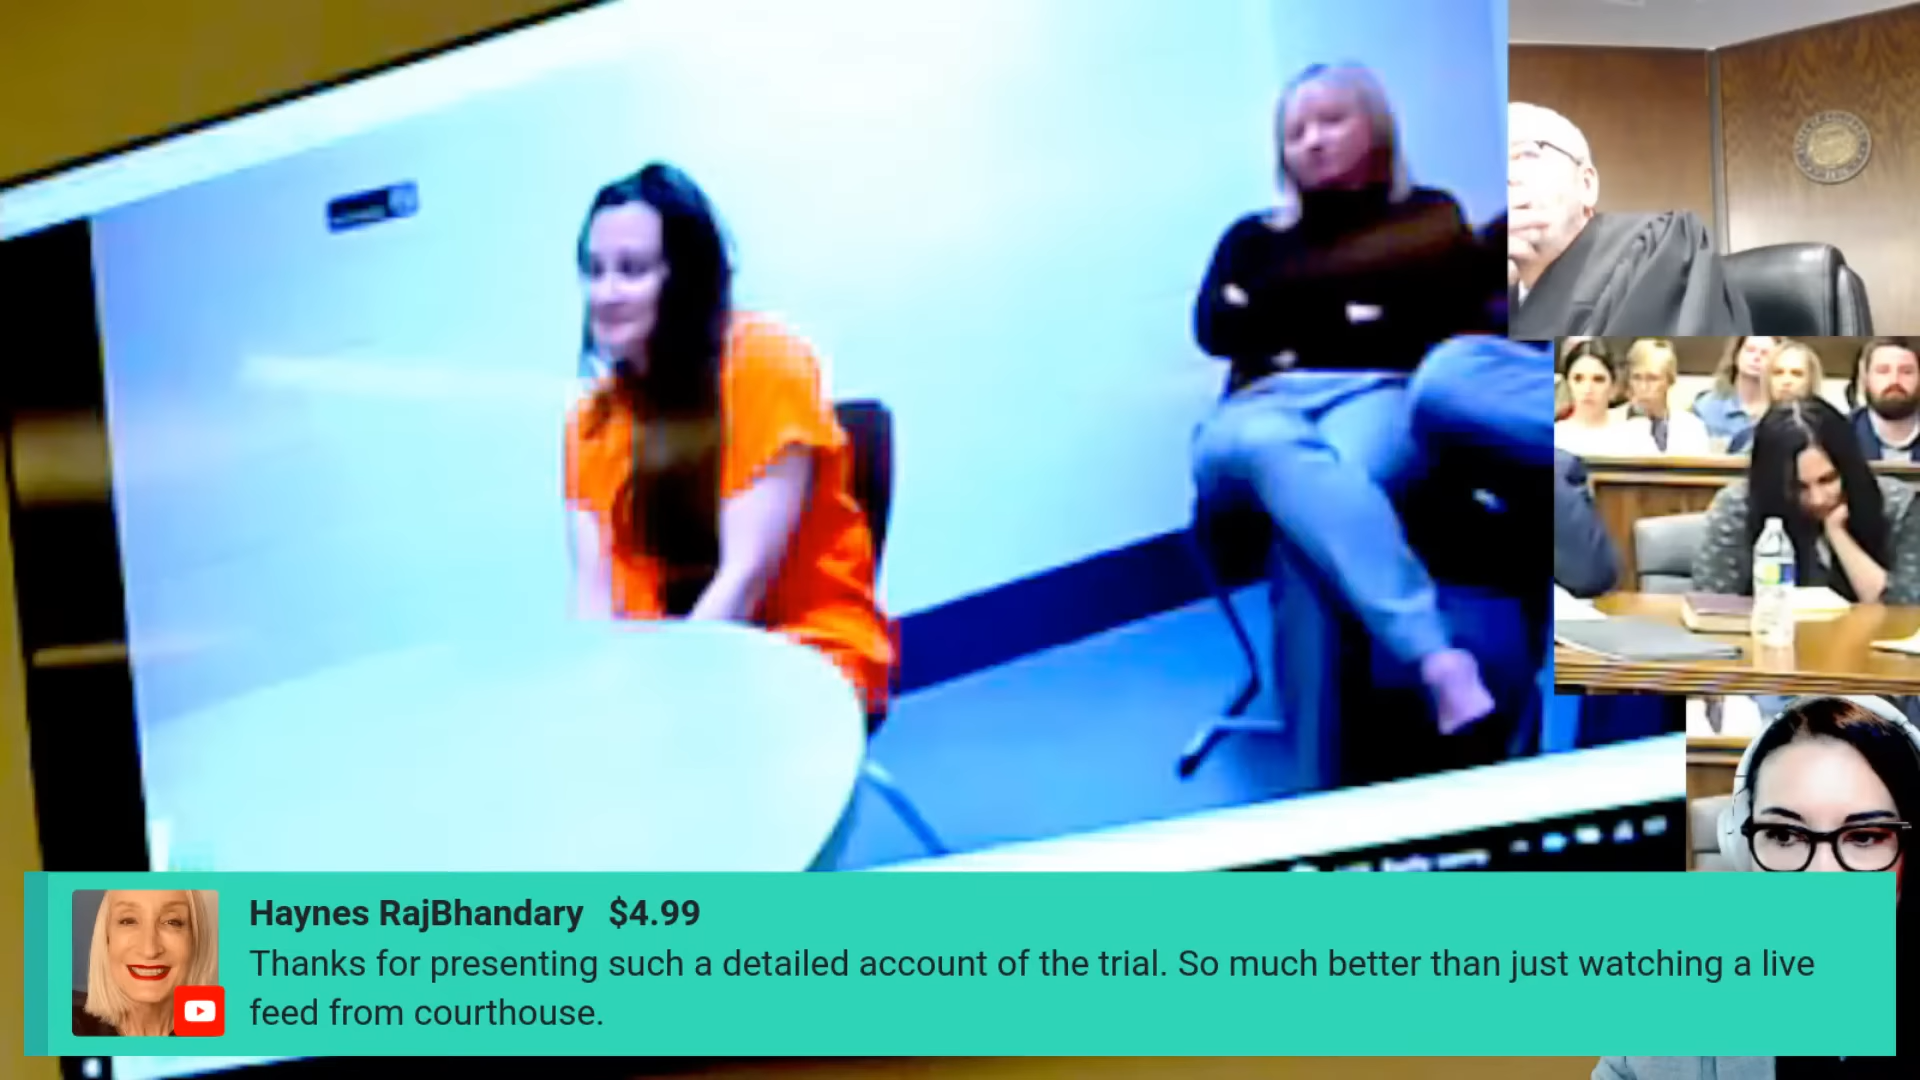 Haynes RajBhandary $4.99
Thanks for presenting such a detailed account of the trial. So much better than just watching a live
feed from courthouse.